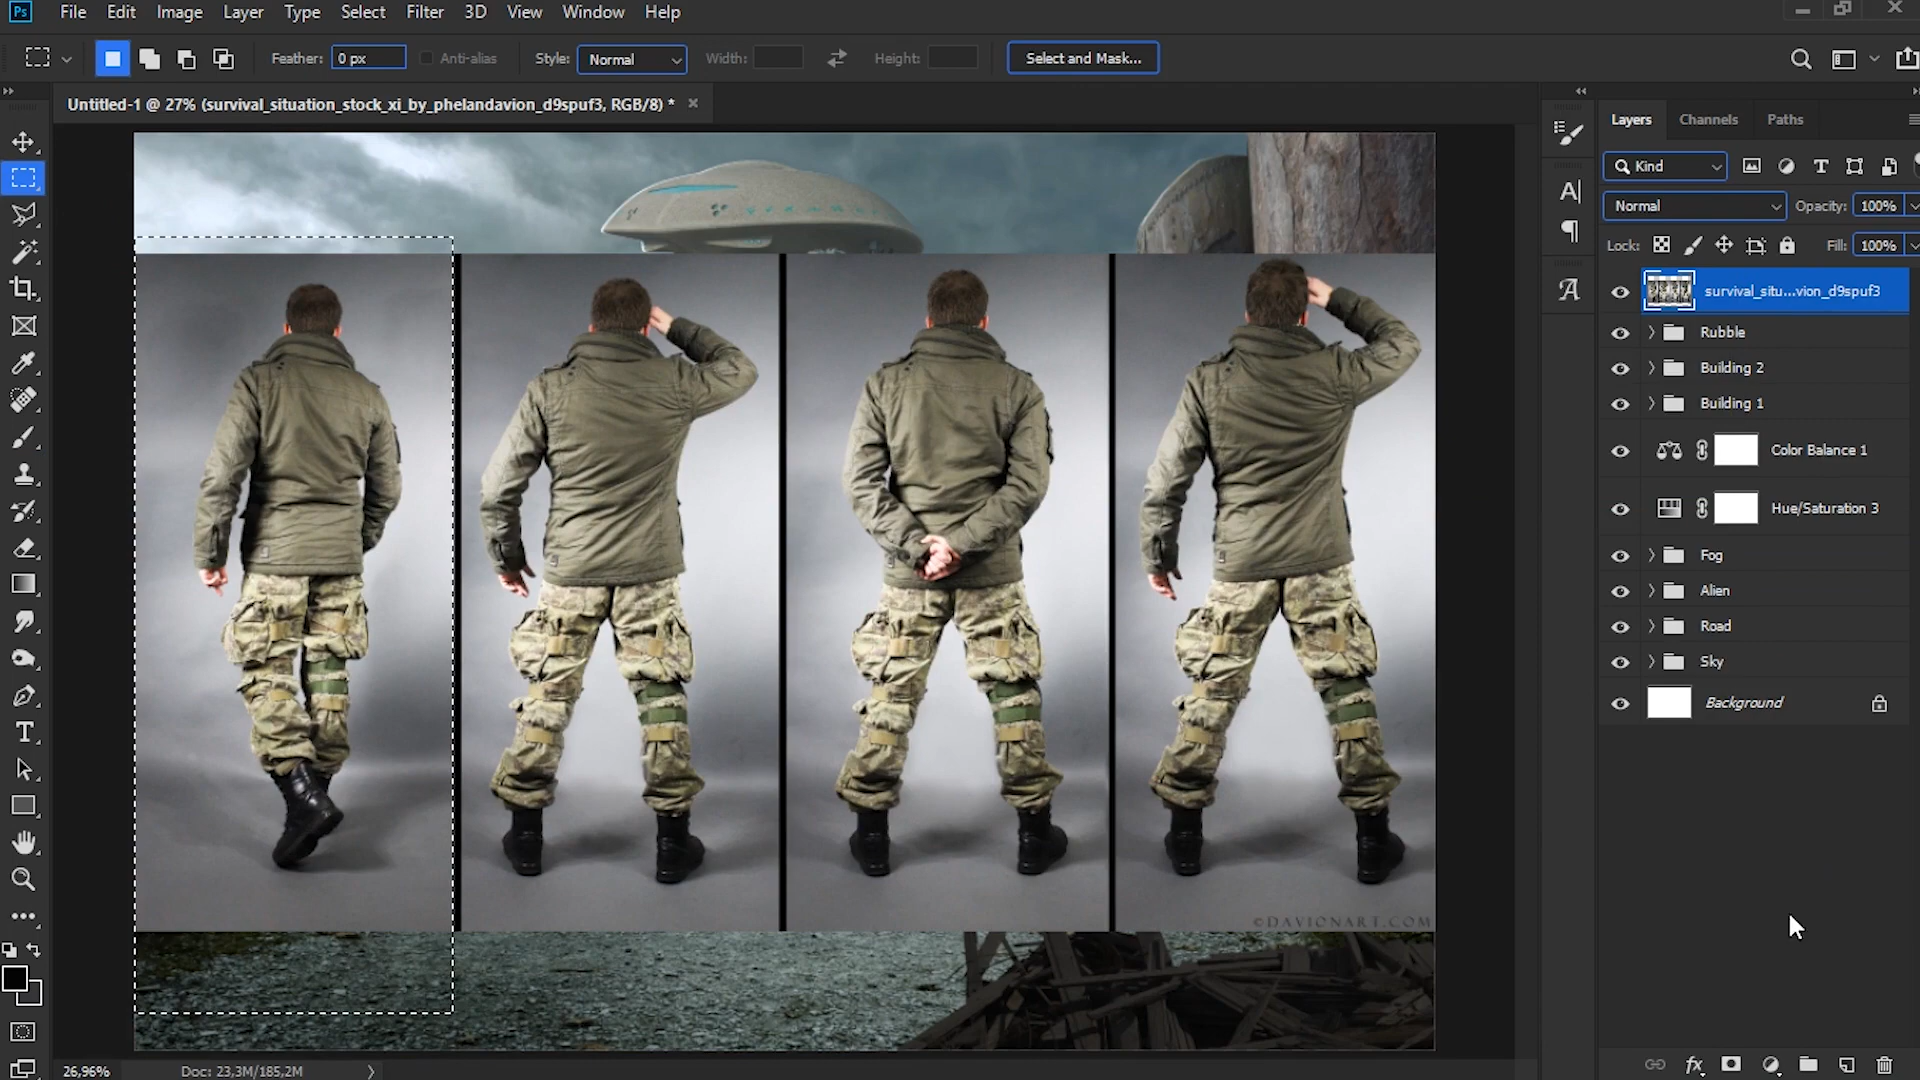 Ps File Edit Image Layer Type Select Filter 3D View Window Help
Feather: 0 px Anti-alias Style: Normal Width: Height: Select and Mask...
Untitled-1 @ 27% (survival_situation_stock_xi_by_phelandavion_d9spuf3, RGB/8) * ×
Layers Channels Paths
Kind
Normal Opacity: 100%
Lock: Fill: 100%
survival_situ...vion_d9spuf3
Rubble
Building 2
Building 1
Color Balance 1
Hue/Saturation 3
Fog
Alien
Road
Sky
Background
©DAVIONART.COM
26,96% Doc: 23,3M/185,2M